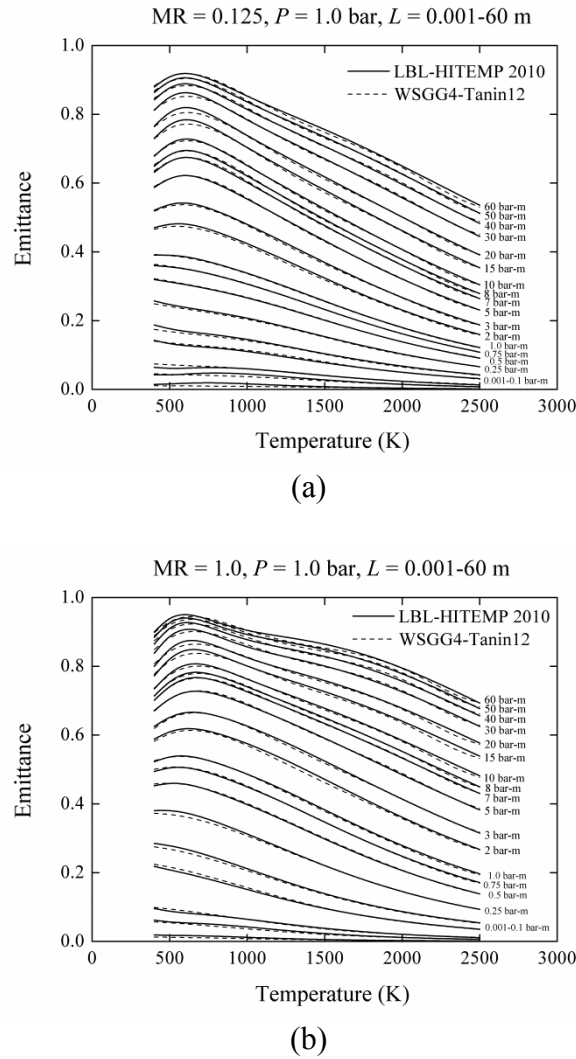 MR = 0.125, P = 1.0 bar, L = 0.001-60 m
1.0
LBL-HITEMP 2010
WSGG4-Tanin12
0.8
0.6
Emittance
0.4
0.2
0.0
60 bar-m
50 bar-m
40 bar-m
30 bar-m
20 bar-m
15 bar-m
10 bar-m
8 bar-m
7 bar-m
5 bar-m
3 bar-m
2 bar-m
1.0 bar-m
0.75 bar-m
0.5 bar-m
0.25 bar-m
0.001-0.1 bar-m
0 500 1000 1500 2000 2500 3000
Temperature (K)
(a)
MR = 1.0, P = 1.0 bar, L = 0.001-60 m
1.0
LBL-HITEMP 2010
WSGG4-Tanin12
0.8
0.6
Emittance
0.4
0.2
0.0
60 bar-m
50 bar-m
40 bar-m
30 bar-m
20 bar-m
15 bar-m
10 bar-m
8 bar-m
7 bar-m
5 bar-m
3 bar-m
2 bar-m
1.0 bar-m
0.75 bar-m
0.5 bar-m
0.25 bar-m
0.001-0.1 bar-m
0 500 1000 1500 2000 2500 3000
Temperature (K)
(b)